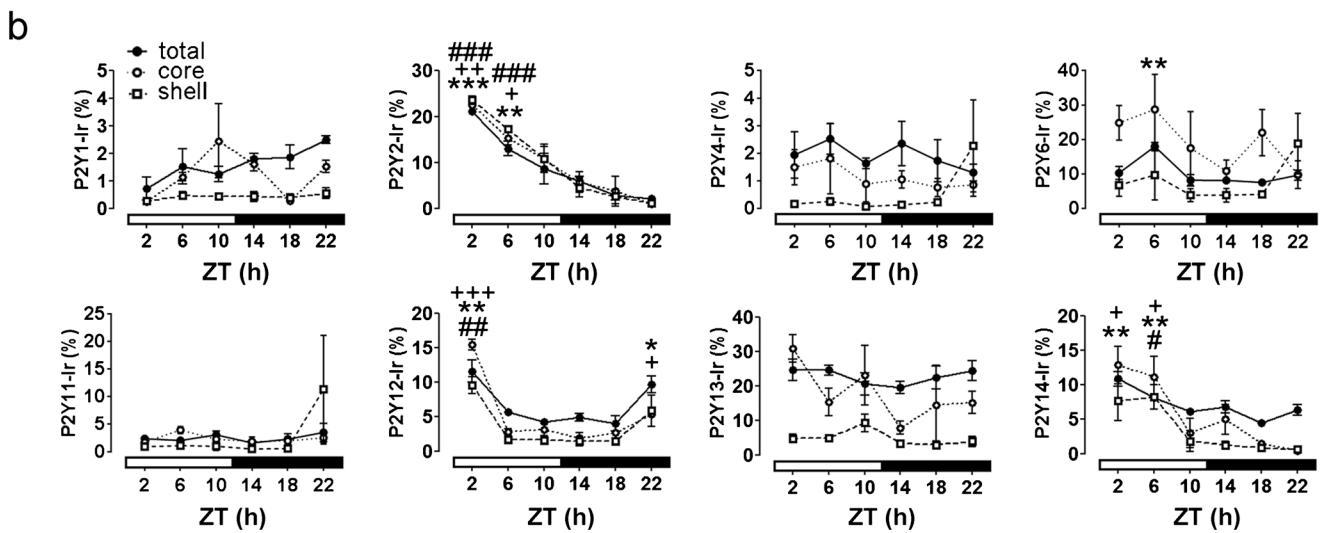 b
total
core
shell
P2Y1-Ir (%)
5
4
3
2
1
0
2 6 10 14 18 22
ZT (h)
###
++
***
###
+
**
P2Y2-Ir (%)
30
20
10
0
2 6 10 14 18 22
ZT (h)
P2Y4-Ir (%)
5
4
3
2
1
0
2 6 10 14 18 22
ZT (h)
**
P2Y6-Ir (%)
40
30
20
10
0
2 6 10 14 18 22
ZT (h)
P2Y11-Ir (%)
25
20
15
10
5
0
2 6 10 14 18 22
ZT (h)
+++
**
##
*
+
P2Y12-Ir (%)
20
15
10
5
0
2 6 10 14 18 22
ZT (h)
P2Y13-Ir (%)
40
30
20
10
0
2 6 10 14 18 22
ZT (h)
+
**
+
**
#
P2Y14-Ir (%)
20
15
10
5
0
2 6 10 14 18 22
ZT (h)